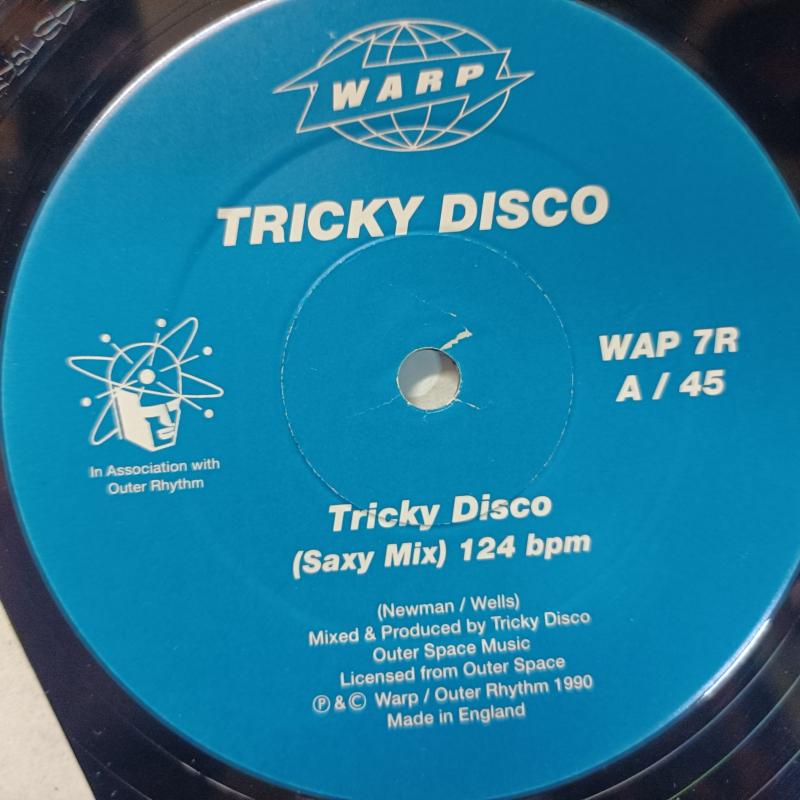 WARP
TRICKY DISCO
WAP 7R
A / 45
In Association with
Outer Rhythm
Tricky Disco
(Saxy Mix) 124 bpm
(Newman / Wells)
Mixed & Produced by Tricky Disco
Outer Space Music
Licensed from Outer Space
℗ & © Warp / Outer Rhythm 1990
Made in England